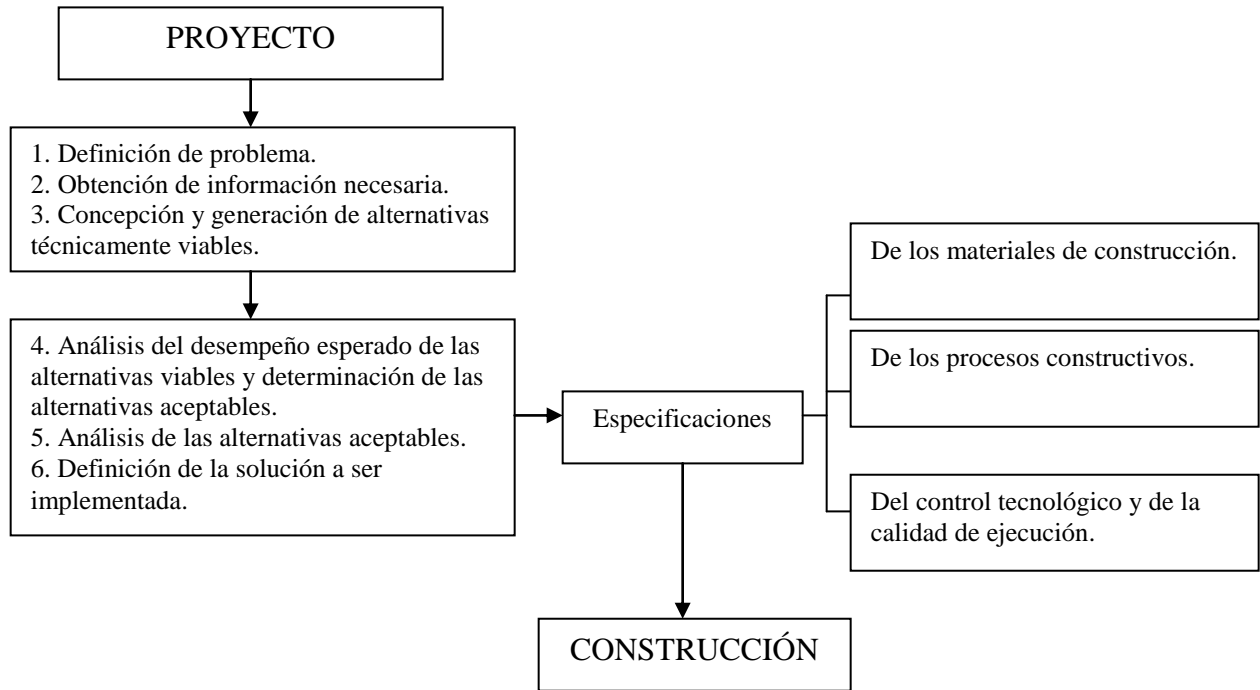 PROYECTO
1. Definición de problema.
2. Obtención de información necesaria.
3. Concepción y generación de alternativas
técnicamente viables.
4. Análisis del desempeño esperado de las
alternativas viables y determinación de las
alternativas aceptables.
5. Análisis de las alternativas aceptables.
6. Definición de la solución a ser
implementada.
Especificaciones
De los materiales de construcción.
De los procesos constructivos.
Del control tecnológico y de la
calidad de ejecución.
CONSTRUCCIÓN